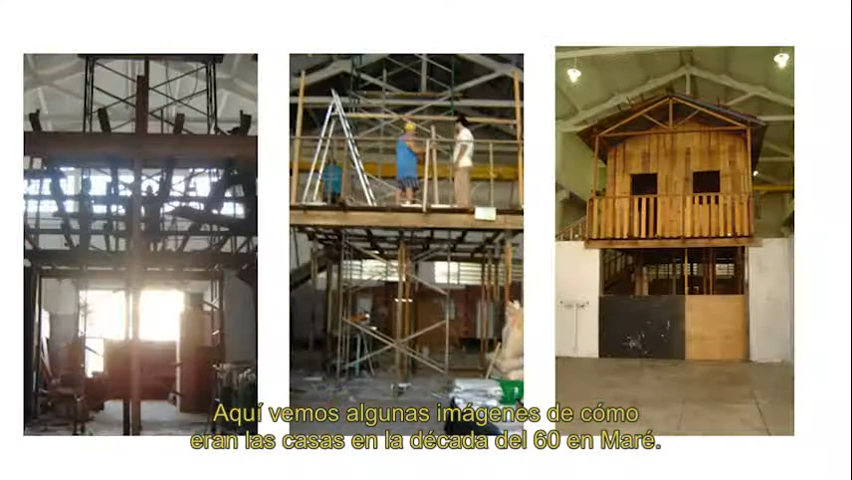 Aquí vemos algunas imágenes de cómo
eran las casas en la década del 60 en Maré.